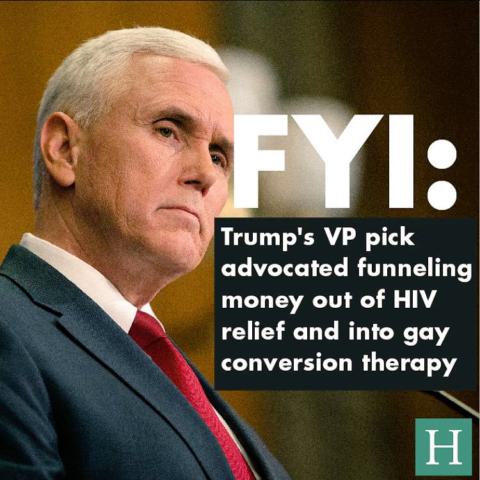 FYI:
Trump's VP pick
advocated funneling
money out of HIV
relief and into gay
conversion therapy
H